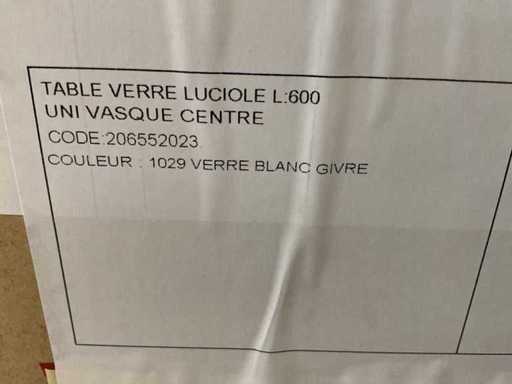 TABLE VERRE LUCIOLE L:600
UNI VASQUE CENTRE
CODE:206552023
COULEUR : 1029 VERRE BLANC GIVRE